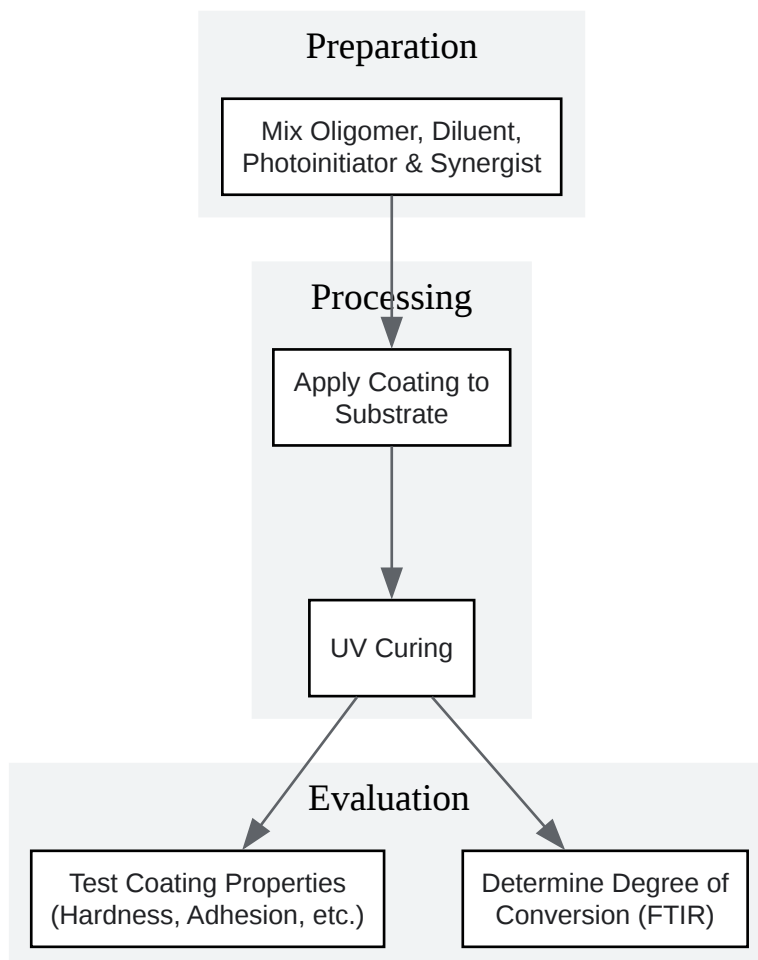 Preparation
Mix Oligomer, Diluent,
Photoinitiator & Synergist
Processing
Apply Coating to
Substrate
UV Curing
Evaluation
Test Coating Properties
(Hardness, Adhesion, etc.)
Determine Degree of
Conversion (FTIR)